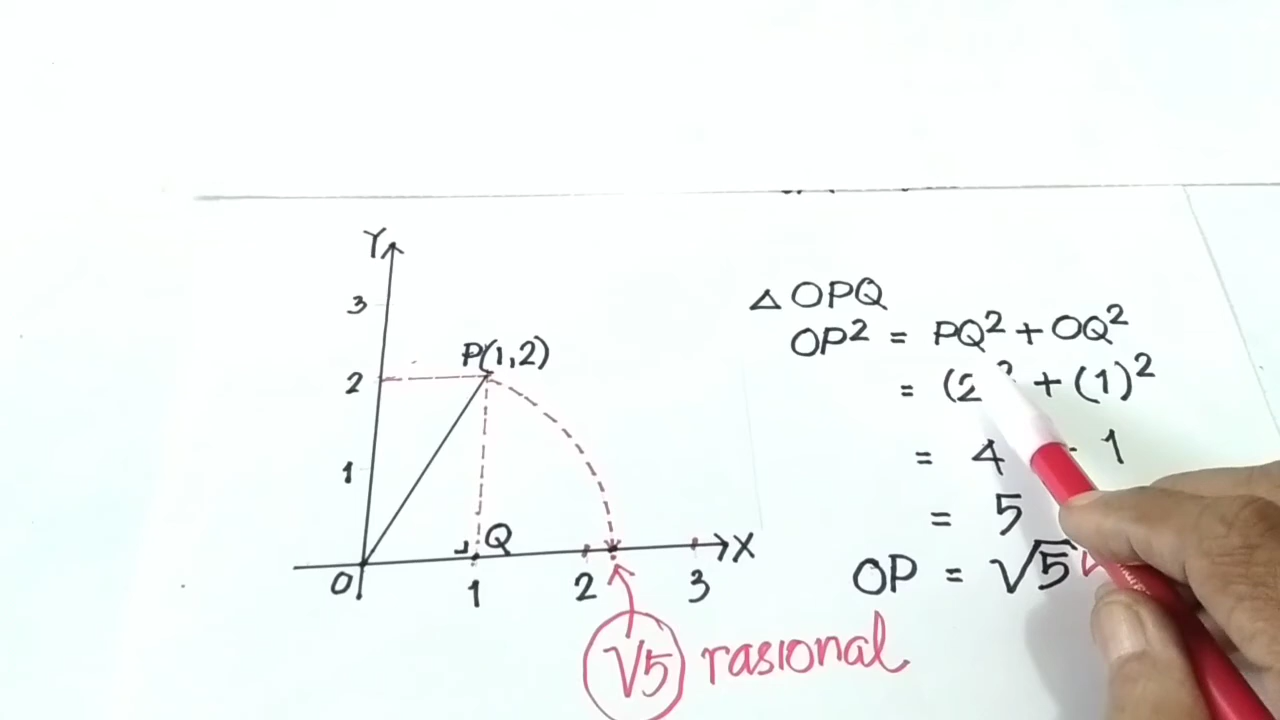 Y
3
P(1,2)
2
1
Q
X
O
1
2
3
√5 rasional
△ OPQ
OP² = PQ² + OQ²
= (2 ² + (1)²
= 4 1
= 5
OP = √5